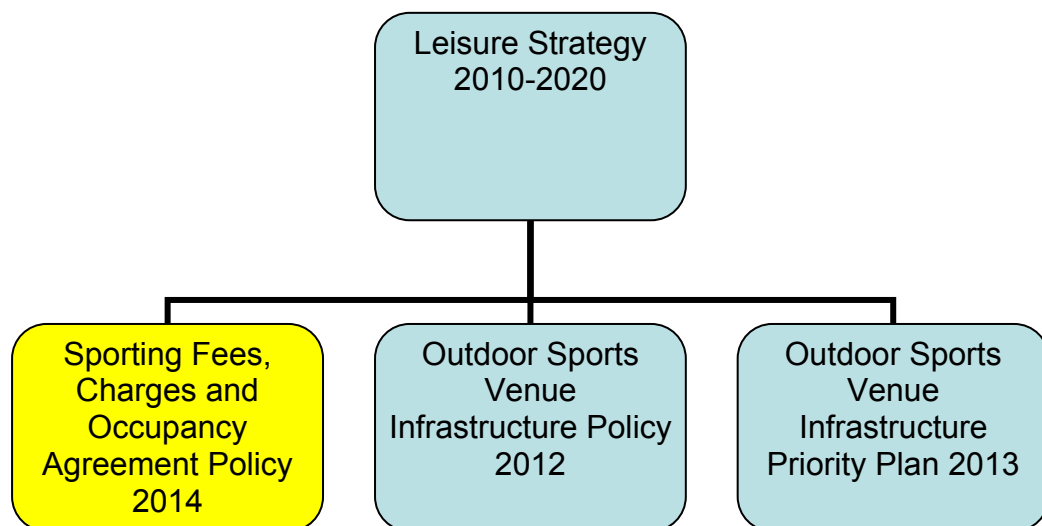 Leisure Strategy
2010-2020
Sporting Fees,
Charges and
Occupancy
Agreement Policy
2014
Outdoor Sports
Venue
Infrastructure Policy
2012
Outdoor Sports
Venue
Infrastructure
Priority Plan 2013